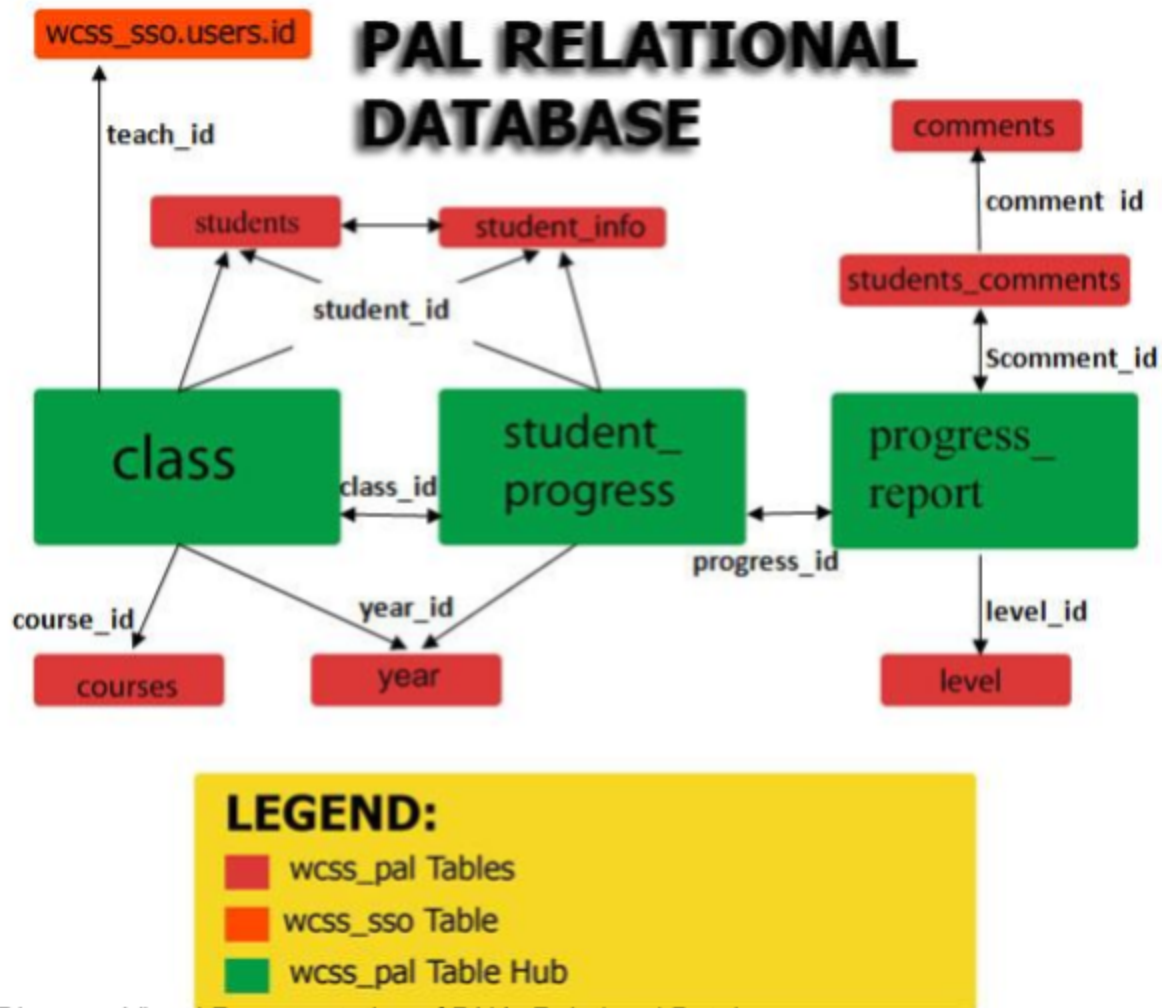 wcss_sso.users.id
PAL RELATIONAL
DATABASE
teach_id
comments
comment_id
students
student_info
students_comments
student_id
Scomment_id
class
student_
progress
progress_
report
class_id
progress_id
course_id
year_id
level_id
courses
year
level
LEGEND:
wcss_pal Tables
wcss_sso Table
wcss_pal Table Hub